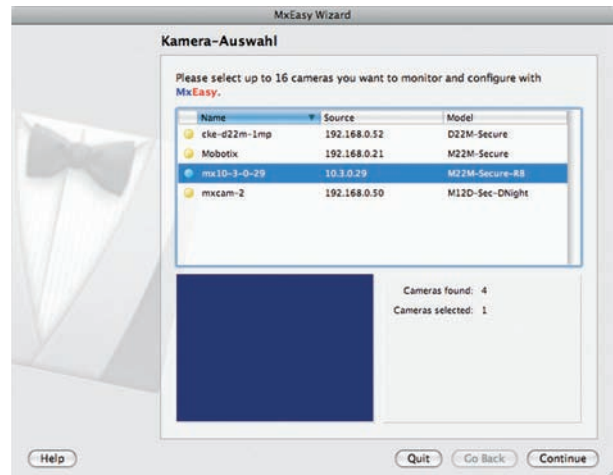 MxEasy Wizard
Kamera-Auswahl
Please select up to 16 cameras you want to monitor and configure with
MxEasy.
Name Source Model
cke-d22m-1mp 192.168.0.52 D22M-Secure
Mobotix 192.168.0.21 M22M-Secure
mx10-3-0-29 10.3.0.29 M22M-Secure-R8
mxcam-2 192.168.0.50 M12D-Sec-DNight
Cameras found: 4
Cameras selected: 1
Help Quit Go Back Continue